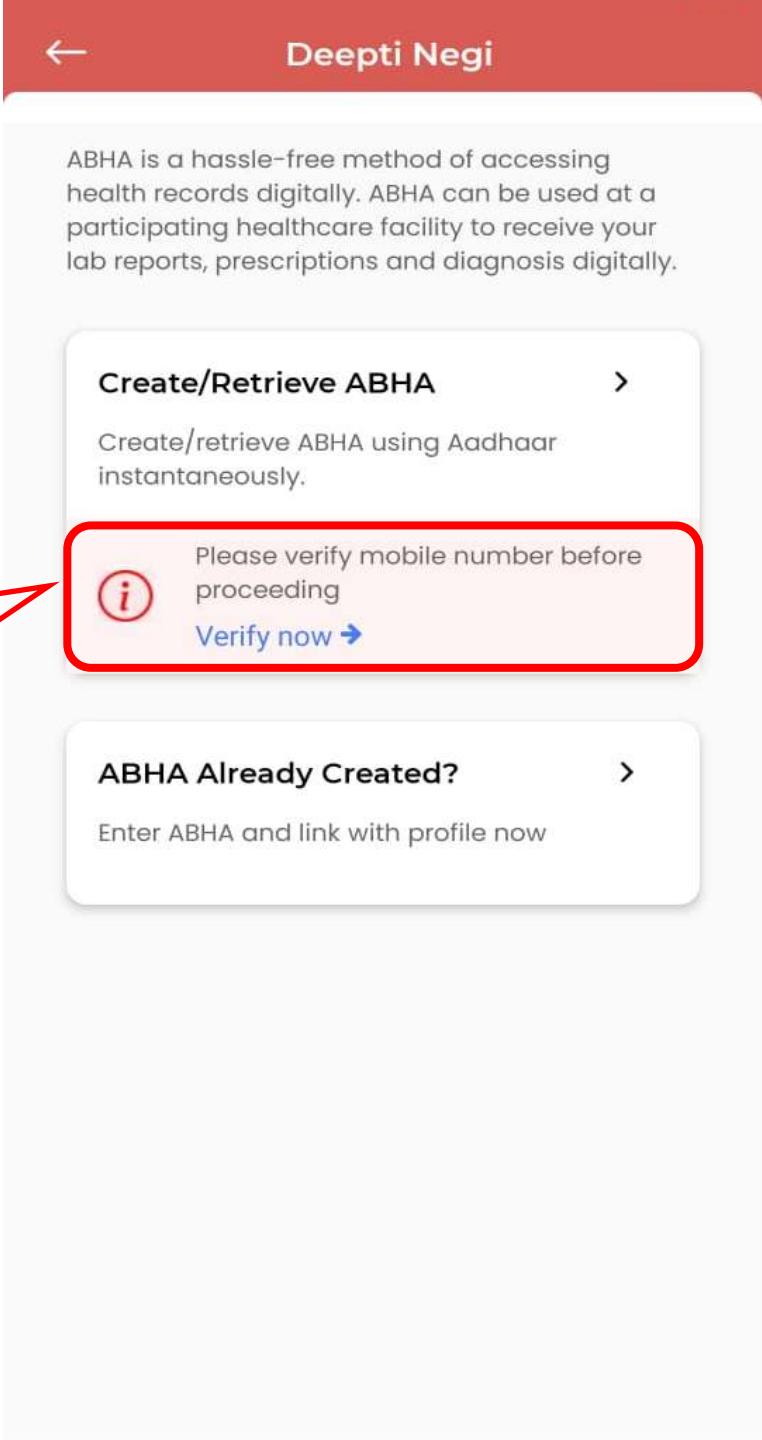 Deepti Negi
ABHA is a hassle-free method of accessing
health records digitally. ABHA can be used at a
participating healthcare facility to receive your
lab reports, prescriptions and diagnosis digitally.
Create/Retrieve ABHA
Create/retrieve ABHA using Aadhaar
instantaneously.
Please verify mobile number before
proceeding
Verify now
ABHA Already Created?
Enter ABHA and link with profile now